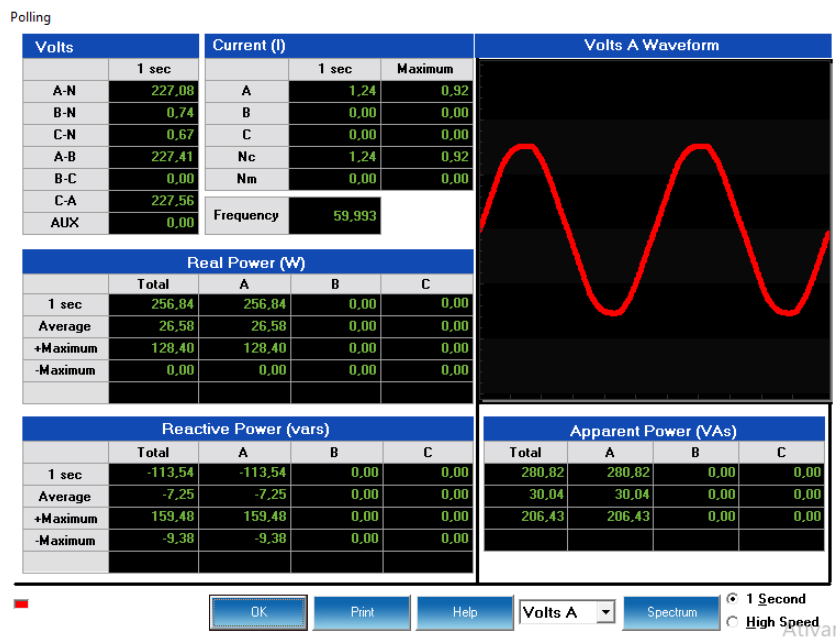 Polling
Volts
1 sec
A-N 227,08
B-N 0,74
C-N 0,67
A-B 227,41
B-C 0,00
C-A 227,56
AUX 0,00
Current (I)
1 sec Maximum
A 1,24 0,92
B 0,00 0,00
C 0,00 0,00
Nc 1,24 0,92
Nm 0,00 0,00
Frequency 59,993
Volts A Waveform
Real Power (W)
Total A B C
1 sec 256,84 256,84 0,00 0,00
Average 26,58 26,58 0,00 0,00
+Maximum 128,40 128,40 0,00 0,00
-Maximum 0,00 0,00 0,00 0,00
Reactive Power (vars)
Total A B C
1 sec -113,54 -113,54 0,00 0,00
Average -7,25 -7,25 0,00 0,00
+Maximum 159,48 159,48 0,00 0,00
-Maximum -9,38 -9,38 0,00 0,00
Apparent Power (VAs)
Total A B C
280,82 280,82 0,00 0,00
30,04 30,04 0,00 0,00
206,43 206,43 0,00 0,00
OK Print Help Volts A Spectrum
1 Second
High Speed